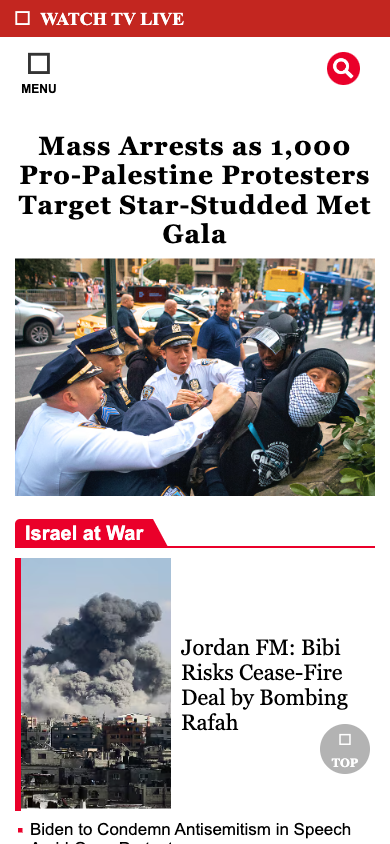 WATCH TV LIVE
MENU
Mass Arrests as 1,000
Pro-Palestine Protesters
Target Star-Studded Met
Gala
Israel at War
Jordan FM: Bibi
Risks Cease-Fire
Deal by Bombing
Rafah
TOP
Biden to Condemn Antisemitism in Speech